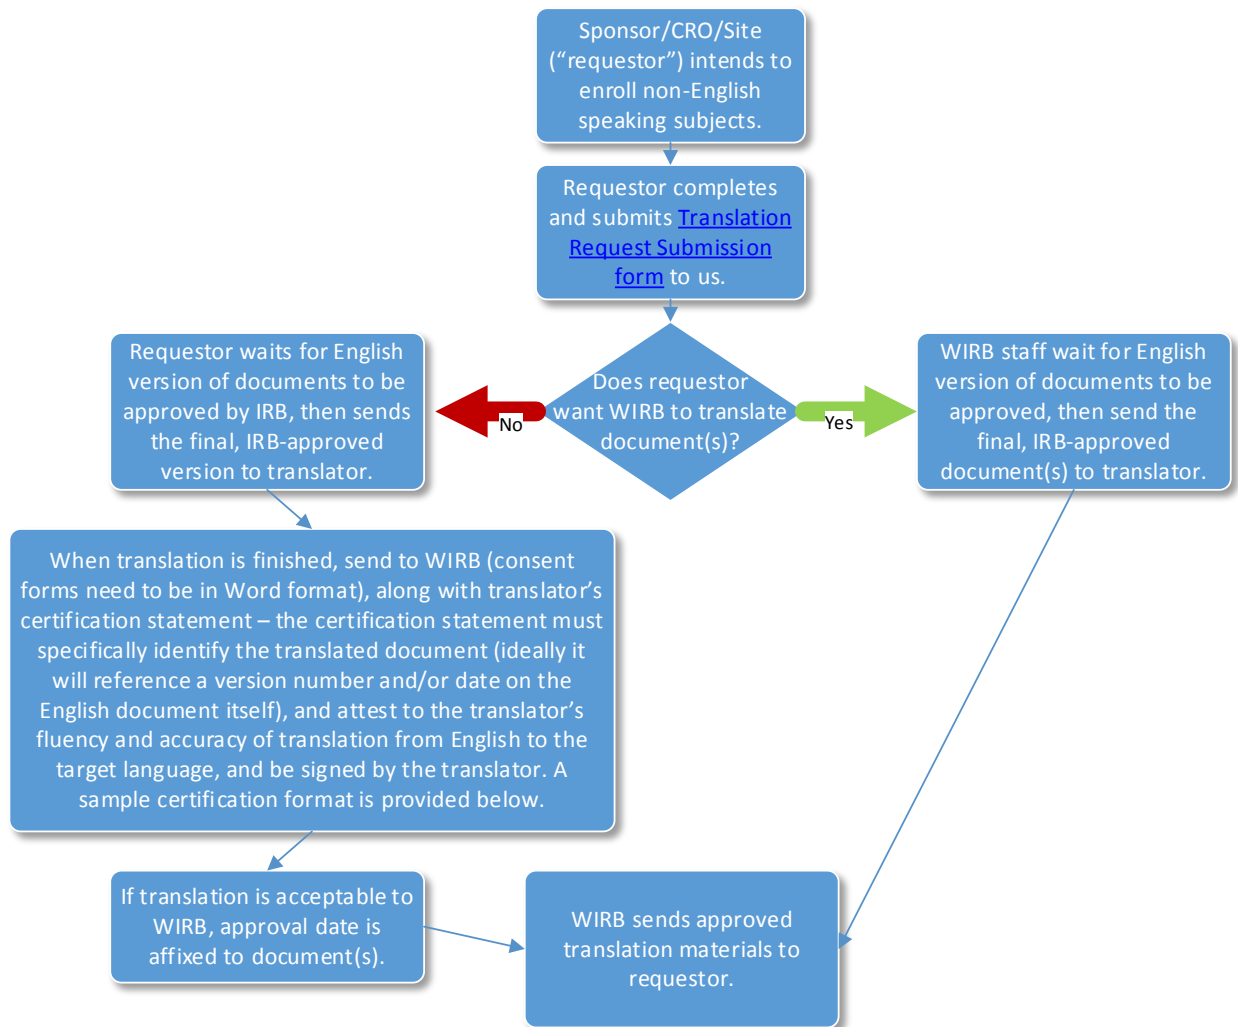 Sponsor/CRO/Site
(“requestor”) intends to
enroll non-English
speaking subjects.
Requestor completes
and submits Translation
Request Submission
form to us.
Does requestor
want WIRB to translate
document(s)?
No
Yes
Requestor waits for English
version of documents to be
approved by IRB, then sends
the final, IRB-approved
version to translator.
WIRB staff wait for English
version of documents to be
approved, then send the
final, IRB-approved
document(s) to translator.
When translation is finished, send to WIRB (consent
forms need to be in Word format), along with translator’s
certification statement – the certification statement must
specifically identify the translated document (ideally it
will reference a version number and/or date on the
English document itself), and attest to the translator’s
fluency and accuracy of translation from English to the
target language, and be signed by the translator. A
sample certification format is provided below.
If translation is acceptable to
WIRB, approval date is
affixed to document(s).
WIRB sends approved
translation materials to
requestor.